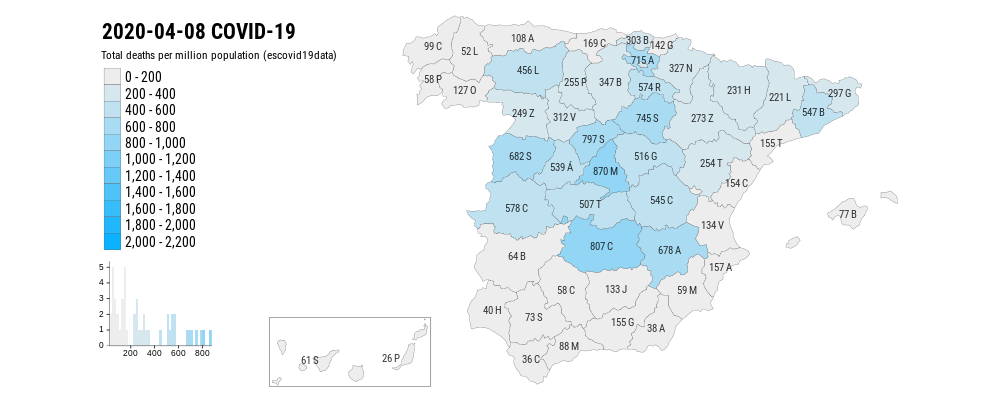 2020-04-08 COVID-19
Total deaths per million population (escovid19data)
0 - 200
200 - 400
400 - 600
600 - 800
800 - 1,000
1,000 - 1,200
1,200 - 1,400
1,400 - 1,600
1,600 - 1,800
1,800 - 2,000
2,000 - 2,200
5
4
3
2
1
0
200 400 600 800
99 C
52 L
108 A
169 C
303 B
142 G
58 P
127 O
456 L
255 P
347 B
715 A
574 R
327 N
231 H
221 L
297 G
547 B
249 Z
312 V
745 S
273 Z
155 T
797 S
682 S
539 Á
870 M
516 G
254 T
154 C
578 C
507 T
545 C
77 B
134 V
64 B
807 C
678 A
157 A
58 C
133 J
59 M
40 H
73 S
155 G
38 A
88 M
36 C
61 S
26 P